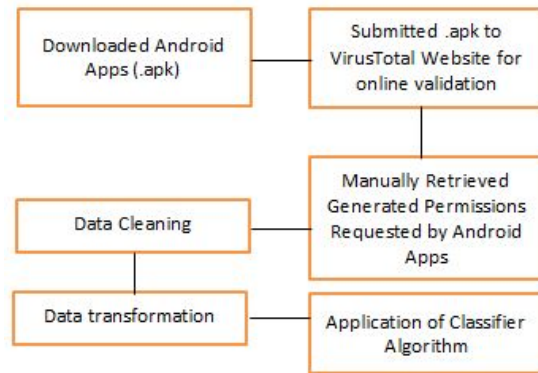 Downloaded Android
Apps (.apk)
Submitted .apk to
VirusTotal Website for
online validation
Manually Retrieved
Generated Permissions
Requested by Android
Apps
Data Cleaning
Data transformation
Application of Classifier
Algorithm